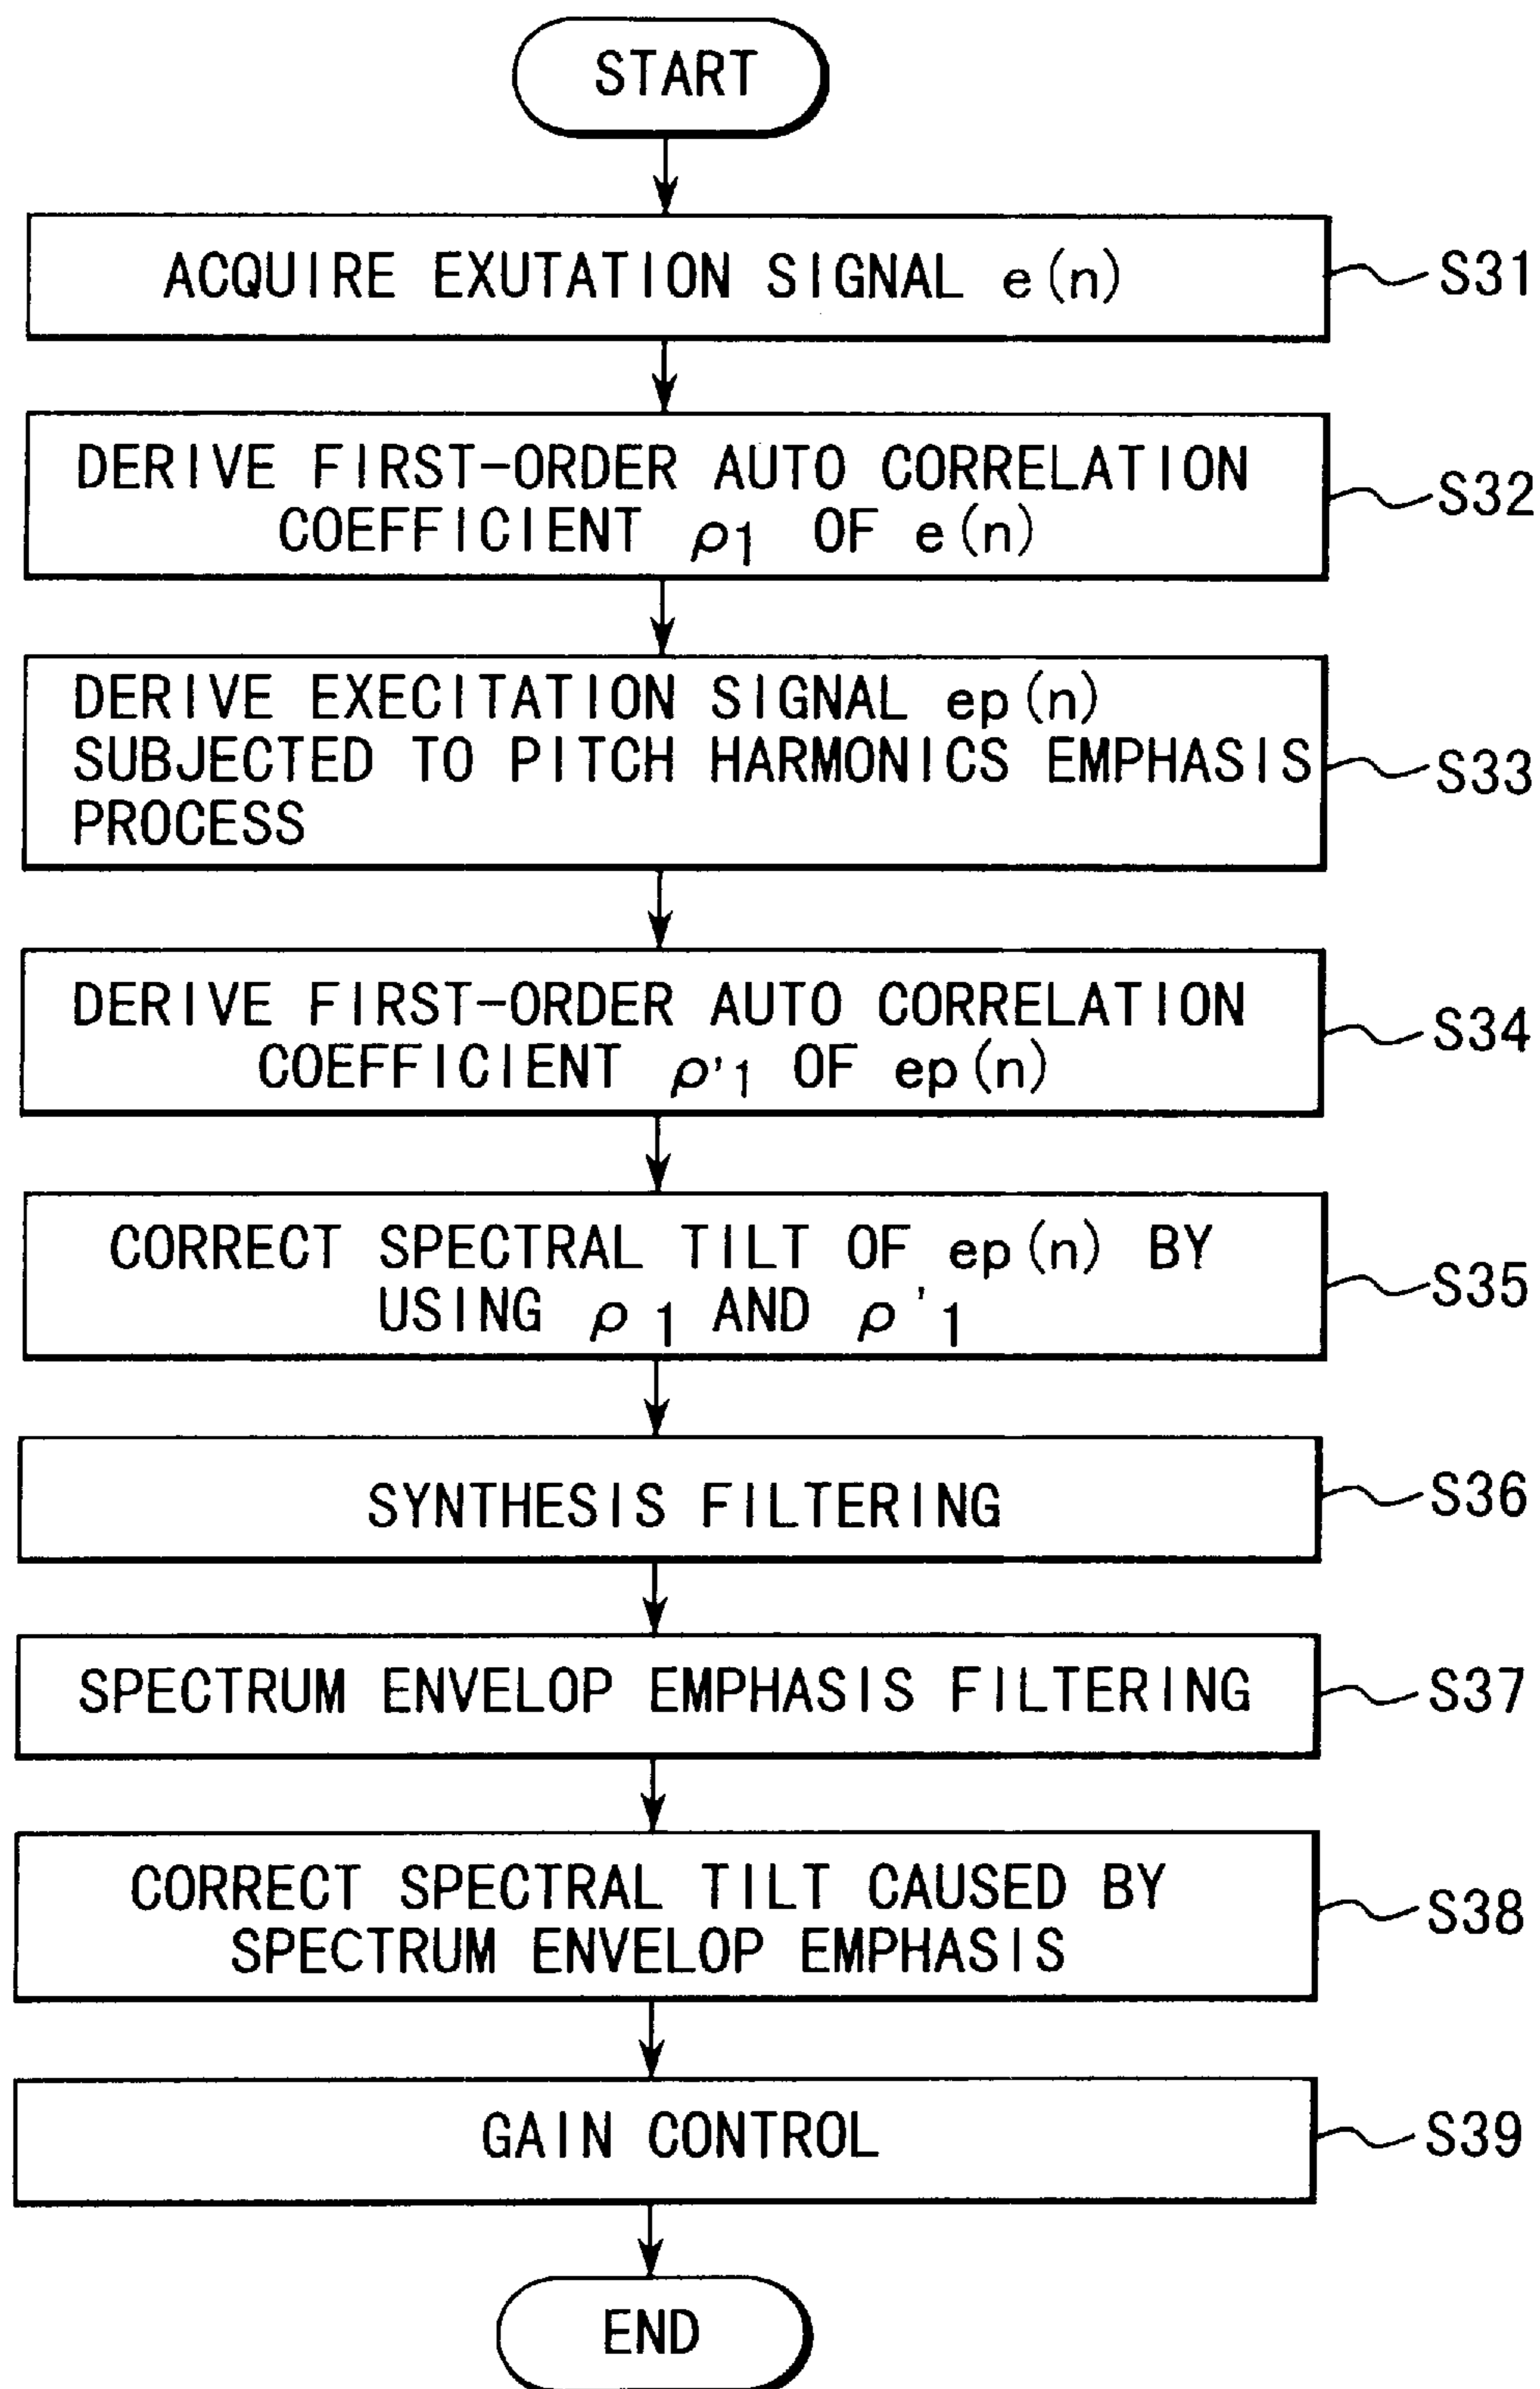 START
ACQUIRE EXUTATION SIGNAL e(n)
S31
DERIVE FIRST-ORDER AUTO CORRELATION
COEFFICIENT ρ1 OF e(n)
S32
DERIVE EXECITATION SIGNAL ep(n)
SUBJECTED TO PITCH HARMONICS EMPHASIS
PROCESS
S33
DERIVE FIRST-ORDER AUTO CORRELATION
COEFFICIENT ρ'1 OF ep(n)
S34
CORRECT SPECTRAL TILT OF ep(n) BY
USING ρ1 AND ρ'1
S35
SYNTHESIS FILTERING
S36
SPECTRUM ENVELOP EMPHASIS FILTERING
S37
CORRECT SPECTRAL TILT CAUSED BY
SPECTRUM ENVELOP EMPHASIS
S38
GAIN CONTROL
S39
END